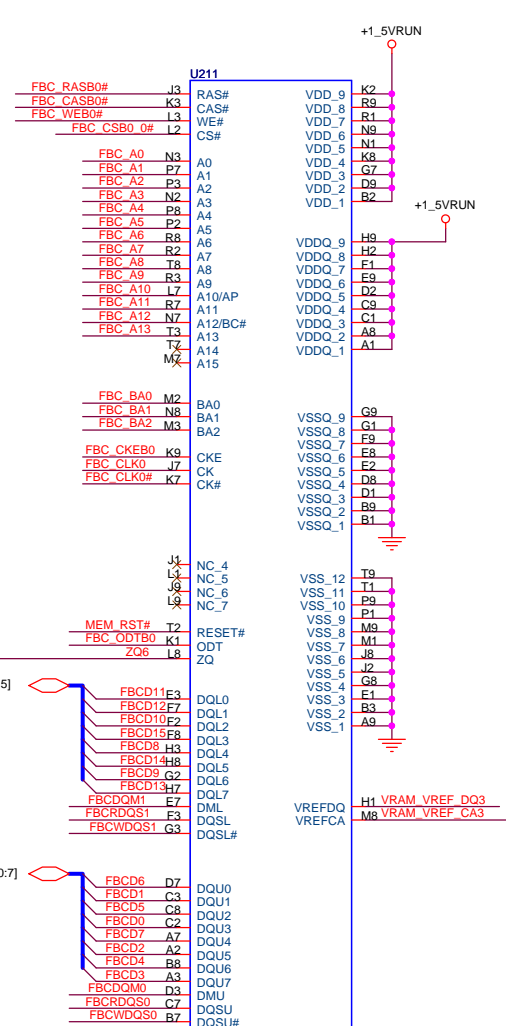 +1_5VRUN
U211
FBC_RASB0# J3 RAS# VDD_9 K2
FBC_CASB0# K3 CAS# VDD_8 R9
FBC_WEB0# L3 WE# VDD_7 R1
FBC_CSB0_0# L2 CS# VDD_6 N9
VDD_5 N1
FBC_A0 N3 A0 VDD_4 K8
FBC_A1 P7 A1 VDD_3 G7
FBC_A2 P3 A2 VDD_2 D9
FBC_A3 N2 A3 VDD_1 B2
+1_5VRUN
FBC_A4 P8 A4
FBC_A5 P2 A5
FBC_A6 R8 A6 VDDQ_9 H9
FBC_A7 R2 A7 VDDQ_8 H2
FBC_A8 T8 A8 VDDQ_7 F1
FBC_A9 R3 A9 VDDQ_6 E9
FBC_A10 L7 A10/AP VDDQ_5 D2
FBC_A11 R7 A11 VDDQ_4 C9
FBC_A12 N7 A12/BC# VDDQ_3 C1
FBC_A13 T3 A13 VDDQ_2 A8
T7 A14 VDDQ_1 A1
M7 A15
FBC_BA0 M2 BA0 VSSQ_9 G9
FBC_BA1 N8 BA1 VSSQ_8 G1
FBC_BA2 M3 BA2 VSSQ_7 F9
FBC_CKEB0 K9 CKE VSSQ_6 E8
FBC_CLK0 J7 CK VSSQ_5 E2
FBC_CLK0# K7 CK# VSSQ_4 D8
VSSQ_3 D1
VSSQ_2 B9
VSSQ_1 B1
J1 NC_4
L1 NC_5 VSS_12 T9
J9 NC_6 VSS_11 T1
L9 NC_7 VSS_10 P9
VSS_9 P1
MEM_RST# T2 RESET# VSS_8 M9
FBC_ODTB0 K1 ODT VSS_7 M1
ZQ6 L8 ZQ VSS_6 J8
VSS_5 J2
5] VSS_4 G8
FBCD11 E3 DQL0 VSS_3 E1
FBCD12 F7 DQL1 VSS_2 B3
FBCD10 F2 DQL2 VSS_1 A9
FBCD15 F8 DQL3
FBCD8 H3 DQL4
FBCD14 H8 DQL5
FBCD9 G2 DQL6
FBCD13 H7 DQL7
FBCDQM1 E7 DML VREFDQ H1 VRAM_VREF_DQ3
FBCRDQS1 F3 DQSL VREFCA M8 VRAM_VREF_CA3
FBCWDQS1 G3 DQSL#
0:7]
FBCD6 D7 DQU0
FBCD1 C3 DQU1
FBCD5 C8 DQU2
FBCD0 C2 DQU3
FBCD7 A7 DQU4
FBCD2 A2 DQU5
FBCD4 B8 DQU6
FBCD3 A3 DQU7
FBCDQM0 D3 DMU
FBCRDQS0 C7 DQSU
FBCWDQS0 B7 DQSU#